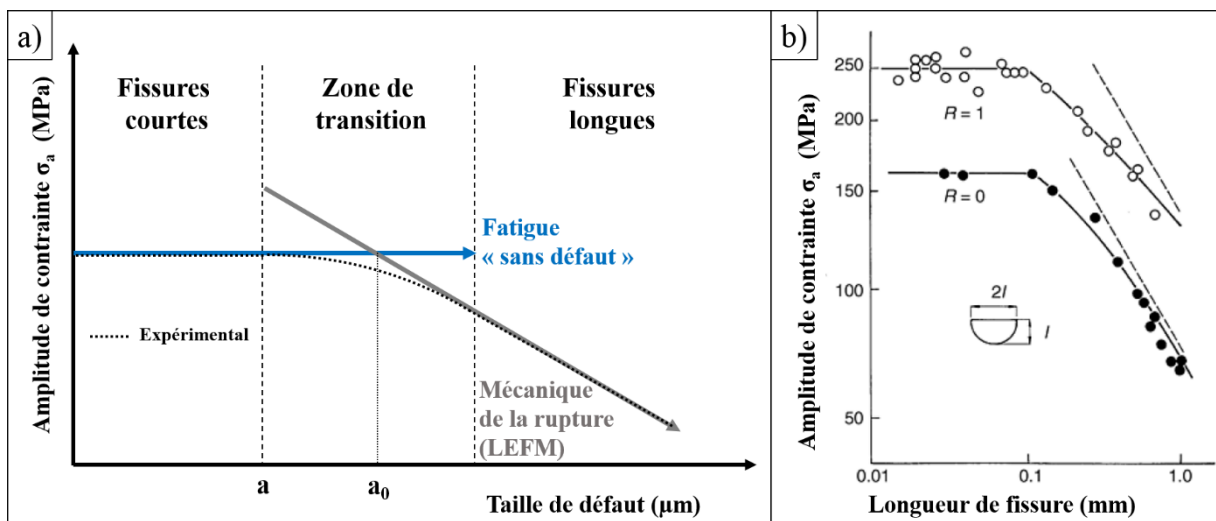 a)
Amplitude de contrainte σa (MPa)
Fissures
courtes
Zone de
transition
Fissures
longues
Fatigue
« sans défaut »
Expérimental
Mécanique
de la rupture
(LEFM)
a
a0
Taille de défaut (µm)
b)
Amplitude de contrainte σa (MPa)
250
200
150
100
50
R = 1
R = 0
2l
l
0.01
0.1
1.0
Longueur de fissure (mm)